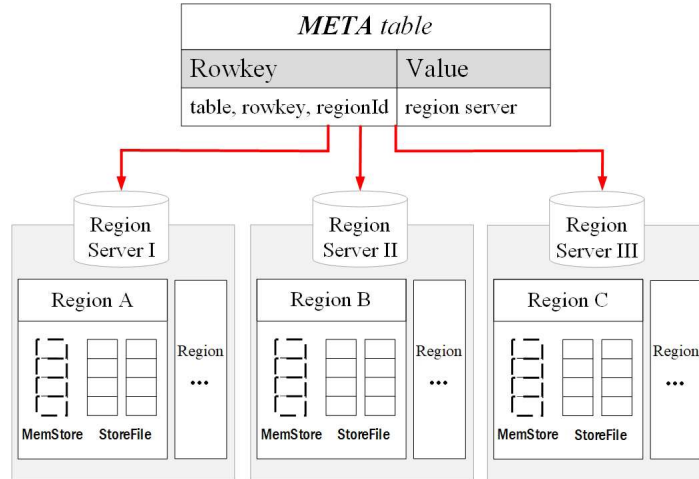 META table
Rowkey Value
table, rowkey, regionId region server
Region
Server I
Region
Server II
Region
Server III
Region A
Region
...
MemStore StoreFile
Region B
Region
...
MemStore StoreFile
Region C
Region
...
MemStore StoreFile